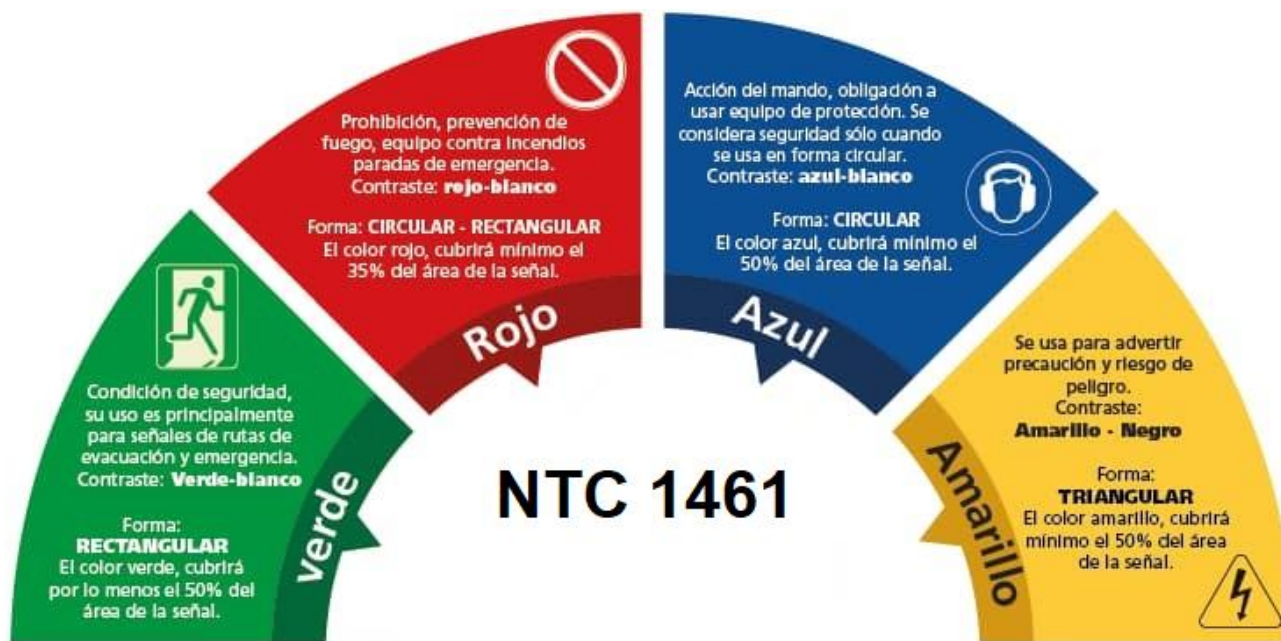 Condición de seguridad,
su uso es principalmente
para señales de rutas de
evacuación y emergencia.
Contraste: Verde-blanco
Forma:
RECTANGULAR
El color verde, cubrirá
por lo menos el 50% del
área de la señal.
verde
Prohibición, prevención de
fuego, equipo contra incendios
paradas de emergencia.
Contraste: rojo-blanco
Forma: CIRCULAR - RECTANGULAR
El color rojo, cubrirá mínimo el
35% del área de la señal.
Rojo
Acción del mando, obligación a
usar equipo de protección. Se
considera seguridad sólo cuando
se usa en forma circular.
Contraste: azul-blanco
Forma: CIRCULAR
El color azul, cubrirá mínimo el
50% del área de la señal.
Azul
Se usa para advertir
precaución y riesgo de
peligro.
Contraste:
Amarillo - Negro
Forma:
TRIANGULAR
El color amarillo, cubrirá
mínimo el 50% del área
de la señal.
Amarillo
NTC 1461